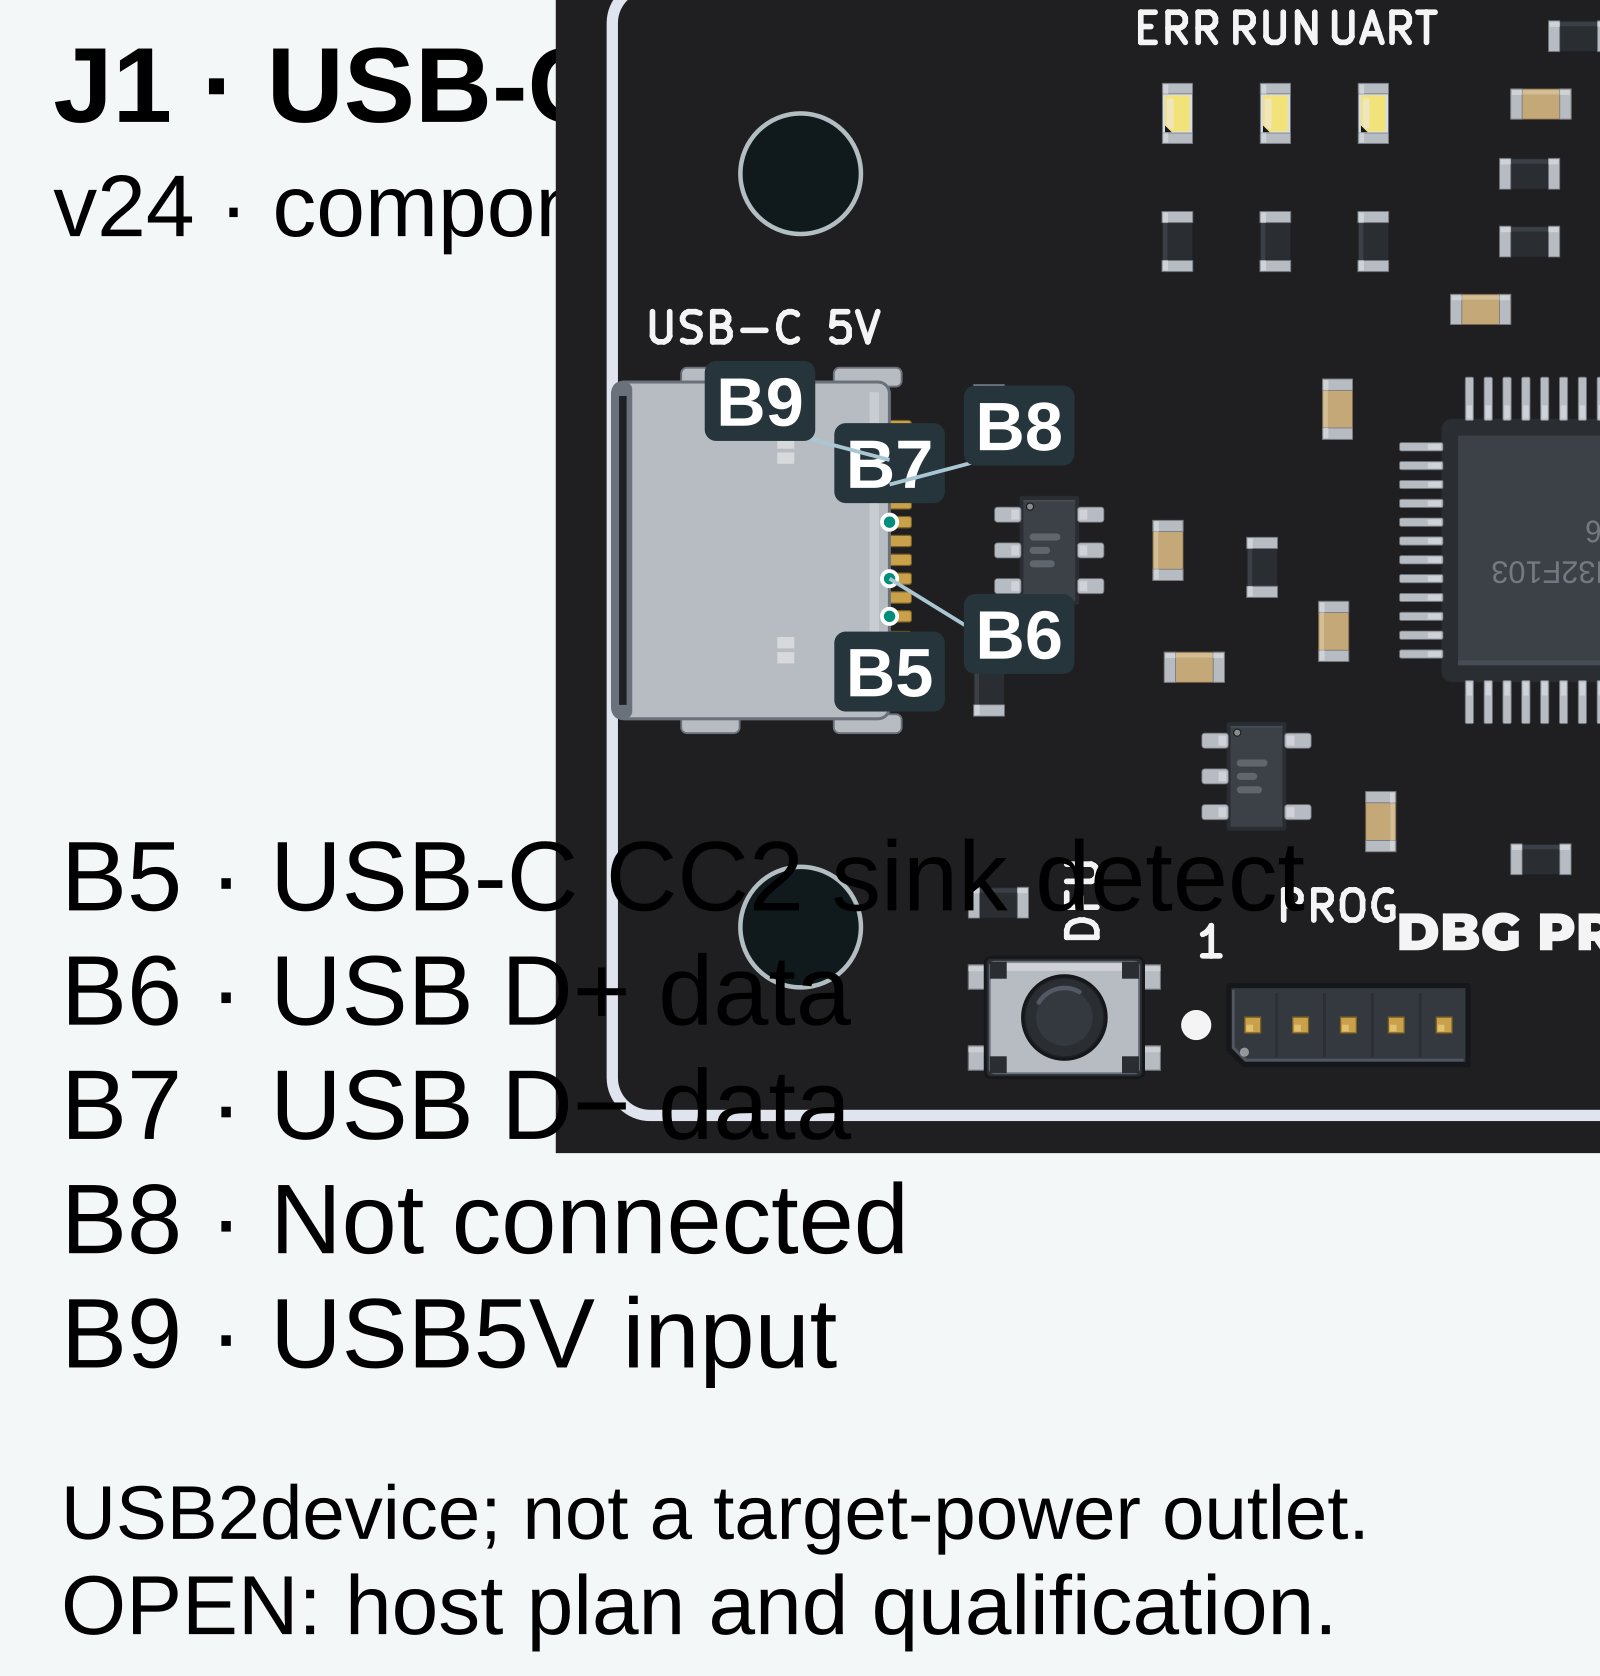 J1 · USB-C
v24 · compon
ERR RUN UART
USB-C 5V
B9
B8
B7
B6
B5
32F103
B5 · USB-C CC2 sink detect
DFU
PROG
1
DBG PR
B6 · USB D+ data
B7 · USB D− data
B8 · Not connected
B9 · USB5V input
USB2device; not a target-power outlet.
OPEN: host plan and qualification.